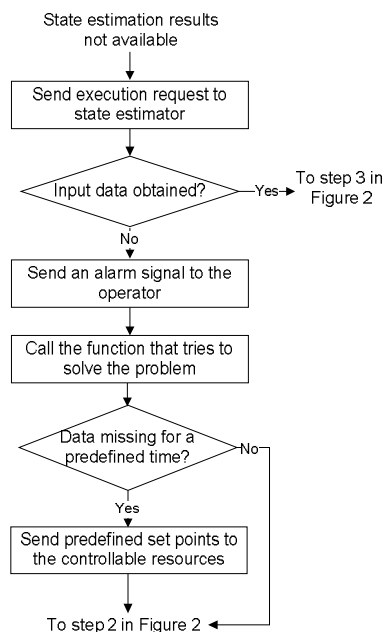 State estimation results
not available
Send execution request to
state estimator
Input data obtained?
Yes
To step 3 in
Figure 2
No
Send an alarm signal to the
operator
Call the function that tries to
solve the problem
Data missing for a
predefined time?
No
Yes
Send predefined set points to
the controllable resources
To step 2 in Figure 2